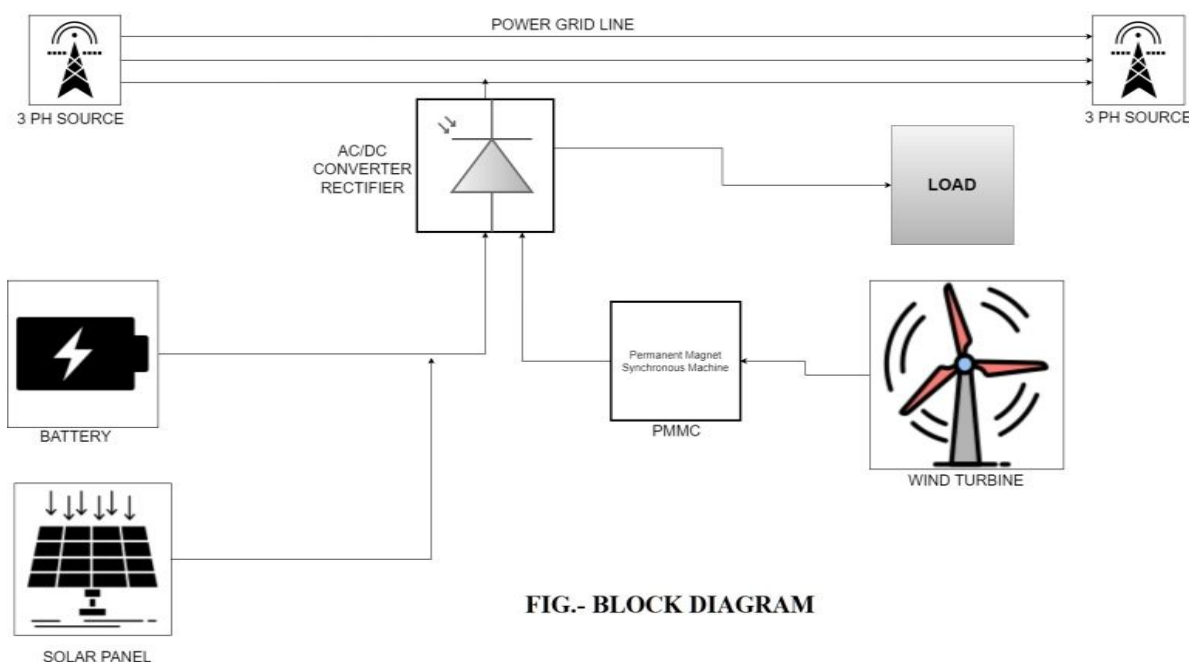 POWER GRID LINE
3 PH SOURCE
3 PH SOURCE
AC/DC
CONVERTER
RECTIFIER
LOAD
BATTERY
Permanent Magnet
Synchronous Machine
PMMC
WIND TURBINE
SOLAR PANEL
FIG.- BLOCK DIAGRAM